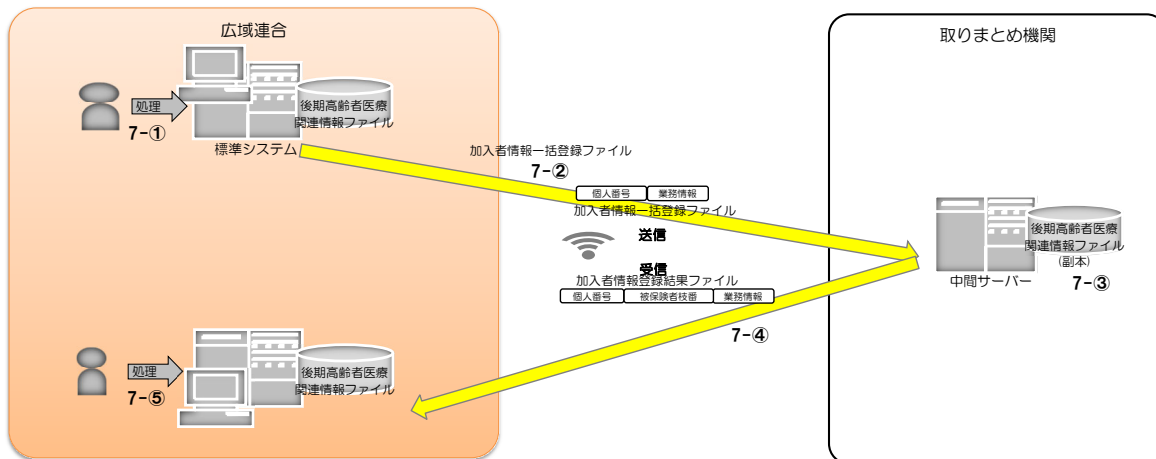 広域連合
処理
7-①
後期高齢者医療
関連情報ファイル
標準システム
加入者情報一括登録ファイル
7-②
個人番号 業務情報
加入者情報一括登録ファイル
送信
受信
加入者情報登録結果ファイル
個人番号 被保険者枝番 業務情報
7-④
取りまとめ機関
後期高齢者医療
関連情報ファイル
(副本)
中間サーバー
7-③
処理
7-⑤
後期高齢者医療
関連情報ファイル